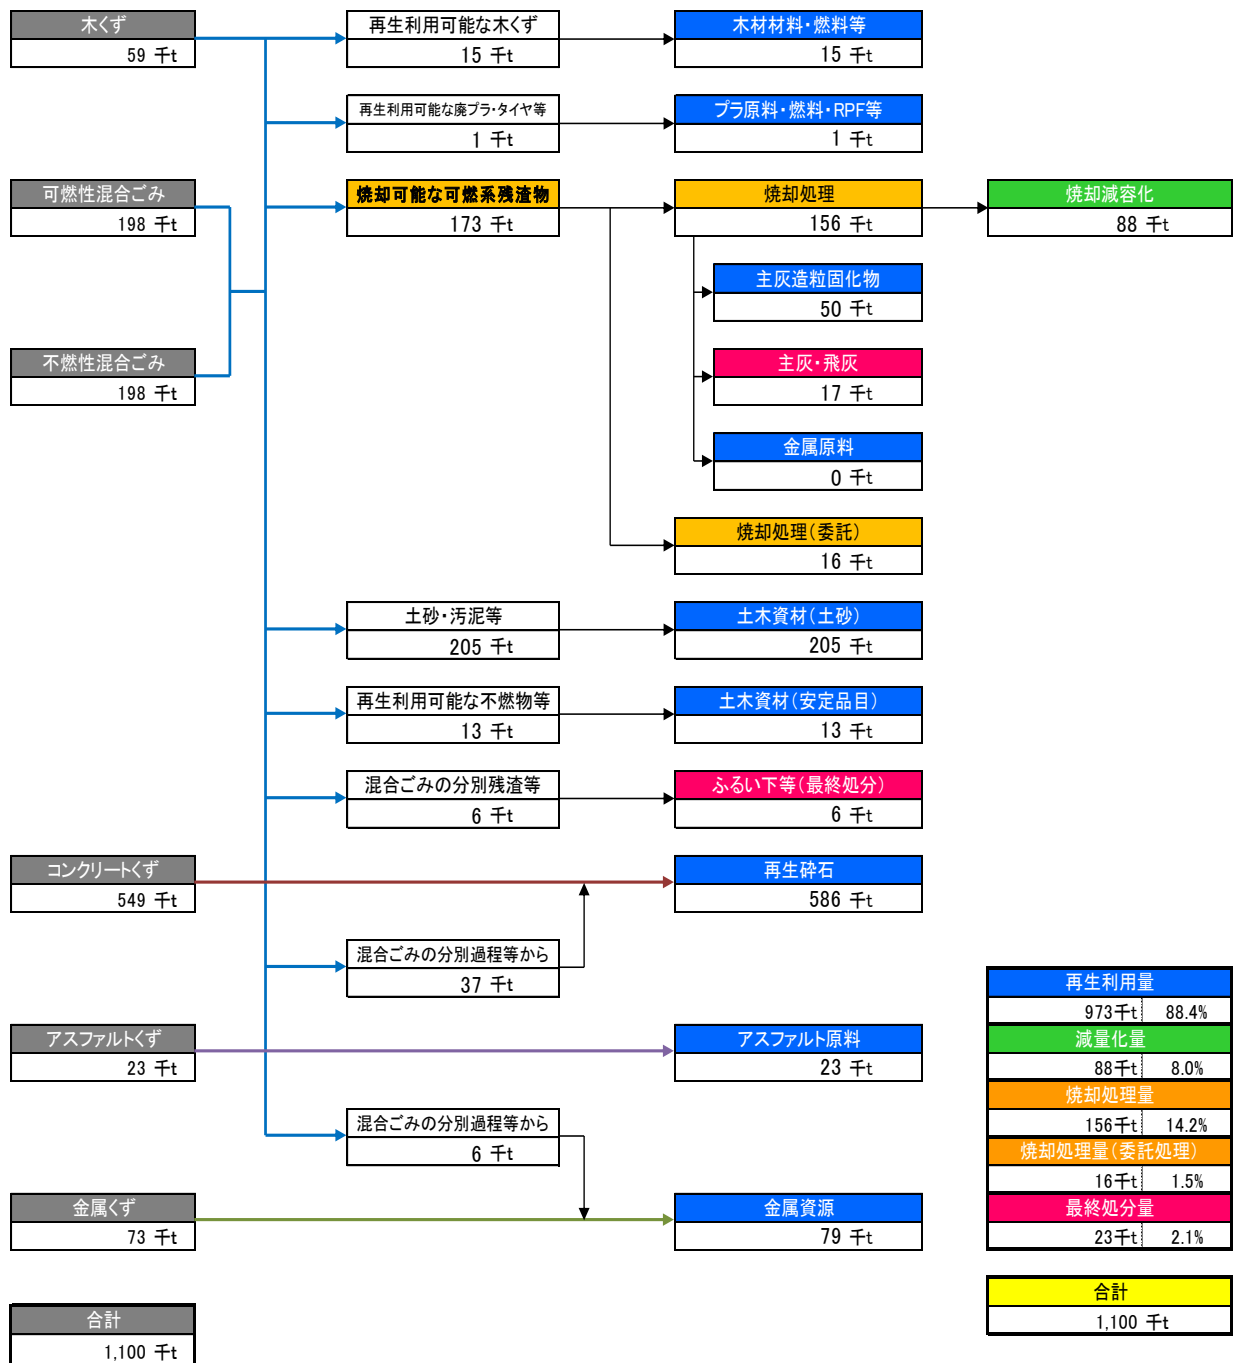 木くず
59 千t
再生利用可能な木くず
15 千t
木材材料・燃料等
15 千t
再生利用可能な廃プラ・タイヤ等
1 千t
プラ原料・燃料・RPF等
1 千t
可燃性混合ごみ
198 千t
焼却可能な可燃系残渣物
173 千t
焼却処理
156 千t
焼却減容化
88 千t
主灰造粒固化物
50 千t
不燃性混合ごみ
198 千t
主灰・飛灰
17 千t
金属原料
0 千t
焼却処理(委託)
16 千t
土砂・汚泥等
205 千t
土木資材(土砂)
205 千t
再生利用可能な不燃物等
13 千t
土木資材(安定品目)
13 千t
混合ごみの分別残渣等
6 千t
ふるい下等(最終処分)
6 千t
コンクリートくず
549 千t
再生砕石
586 千t
混合ごみの分別過程等から
37 千t
アスファルトくず
23 千t
アスファルト原料
23 千t
混合ごみの分別過程等から
6 千t
金属くず
73 千t
金属資源
79 千t
再生利用量
973千t 88.4%
減量化量
88千t 8.0%
焼却処理量
156千t 14.2%
焼却処理量(委託処理)
16千t 1.5%
最終処分量
23千t 2.1%
合計
1,100 千t
合計
1,100 千t